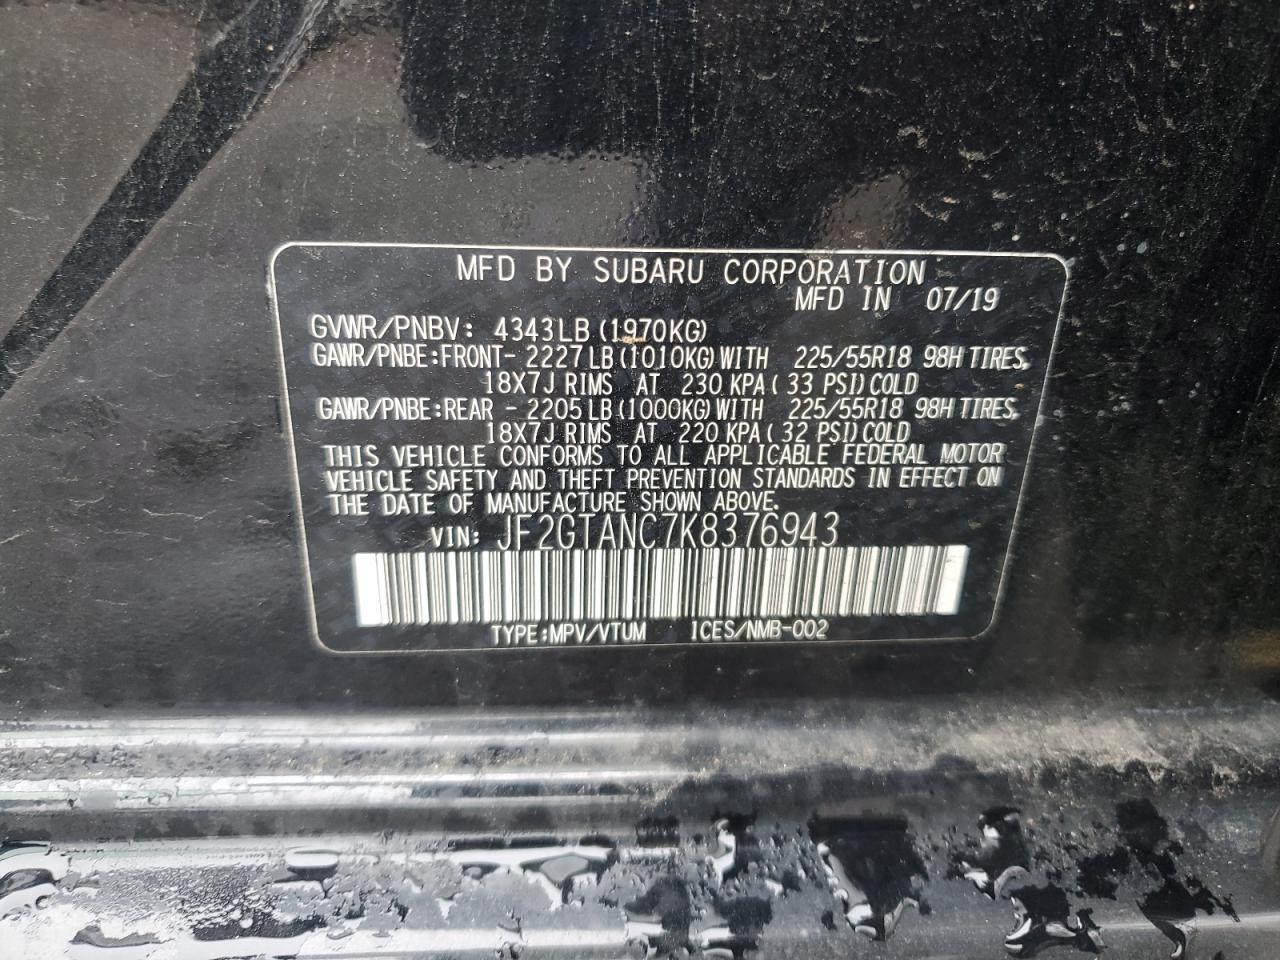 MFD BY SUBARU CORPORATION
MFD IN 07/19
GVWR/PNBV: 4343LB (1970KG)
GAWR/PNBE:FRONT- 2227LB (1010KG) WITH 225/55R18 98H TIRES,
18X7J RIMS AT 230 KPA ( 33 PSI) COLD
GAWR/PNBE:REAR - 2205LB (1000KG) WITH 225/55R18 98H TIRES,
18X7J RIMS AT 220 KPA ( 32 PSI) COLD
THIS VEHICLE CONFORMS TO ALL APPLICABLE FEDERAL MOTOR
VEHICLE SAFETY AND THEFT PREVENTION STANDARDS IN EFFECT ON
THE DATE OF MANUFACTURE SHOWN ABOVE.
VIN: JF2GTANC7K8376943
TYPE:MPV/VTUM ICES/NMB-002